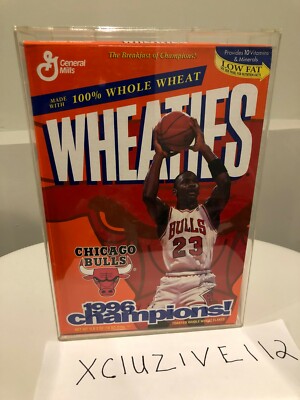 General
Mills
The Breakfast of Champions
Provides 10 Vitamins
& Minerals
LOW FAT
MADE
WITH
100% WHOLE WHEAT
WHEATIES
BULLS
23
CHICAGO
BULLS
1996
champions!
XCIUZIVE112